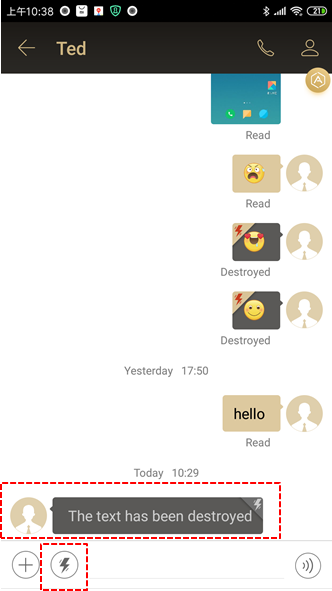 上午10:38
21
Ted
Read
Read
Destroyed
Destroyed
Yesterday 17:50
hello
Read
Today 10:29
The text has been destroyed